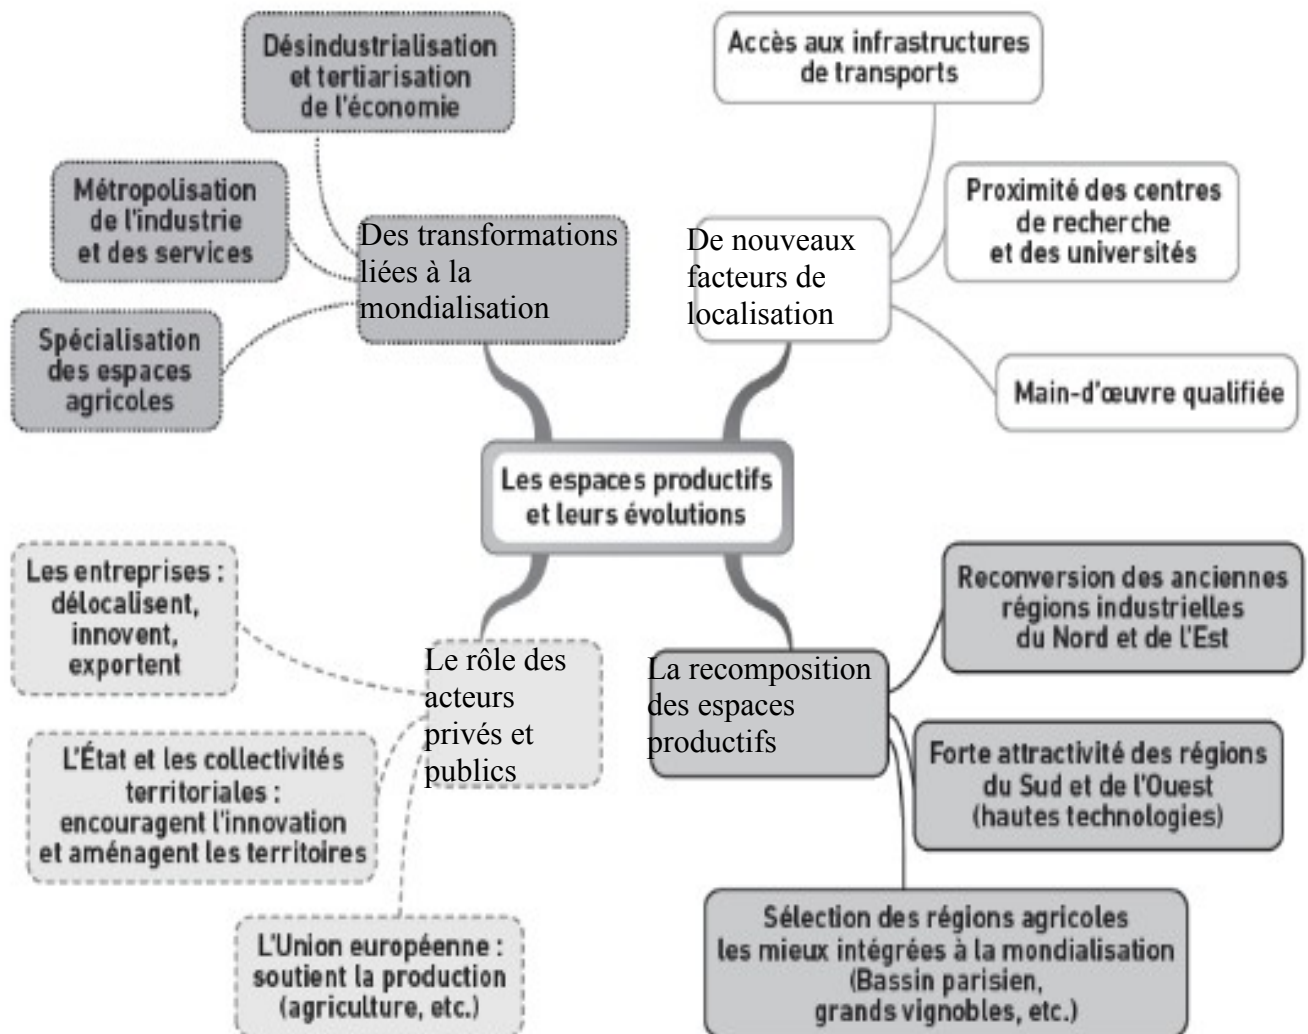 Désindustrialisation
et tertiarisation
de l'économie
Métropolisation
de l'industrie
et des services
Spécialisation
des espaces
agricoles
Des transformations
liées à la
mondialisation
Accès aux infrastructures
de transports
Proximité des centres
de recherche
et des universités
Main-d'œuvre qualifiée
De nouveaux
facteurs de
localisation
Les espaces productifs
et leurs évolutions
Les entreprises :
délocalisent,
innovent,
exportent
L'État et les collectivités
territoriales :
encouragent l'innovation
et aménagent les territoires
L'Union européenne :
soutient la production
(agriculture, etc.)
Le rôle des
acteurs
privés et
publics
La recomposition
des espaces
productifs
Reconversion des anciennes
régions industrielles
du Nord et de l'Est
Forte attractivité des régions
du Sud et de l'Ouest
(hautes technologies)
Sélection des régions agricoles
les mieux intégrées à la mondialisation
(Bassin parisien,
grands vignobles, etc.)